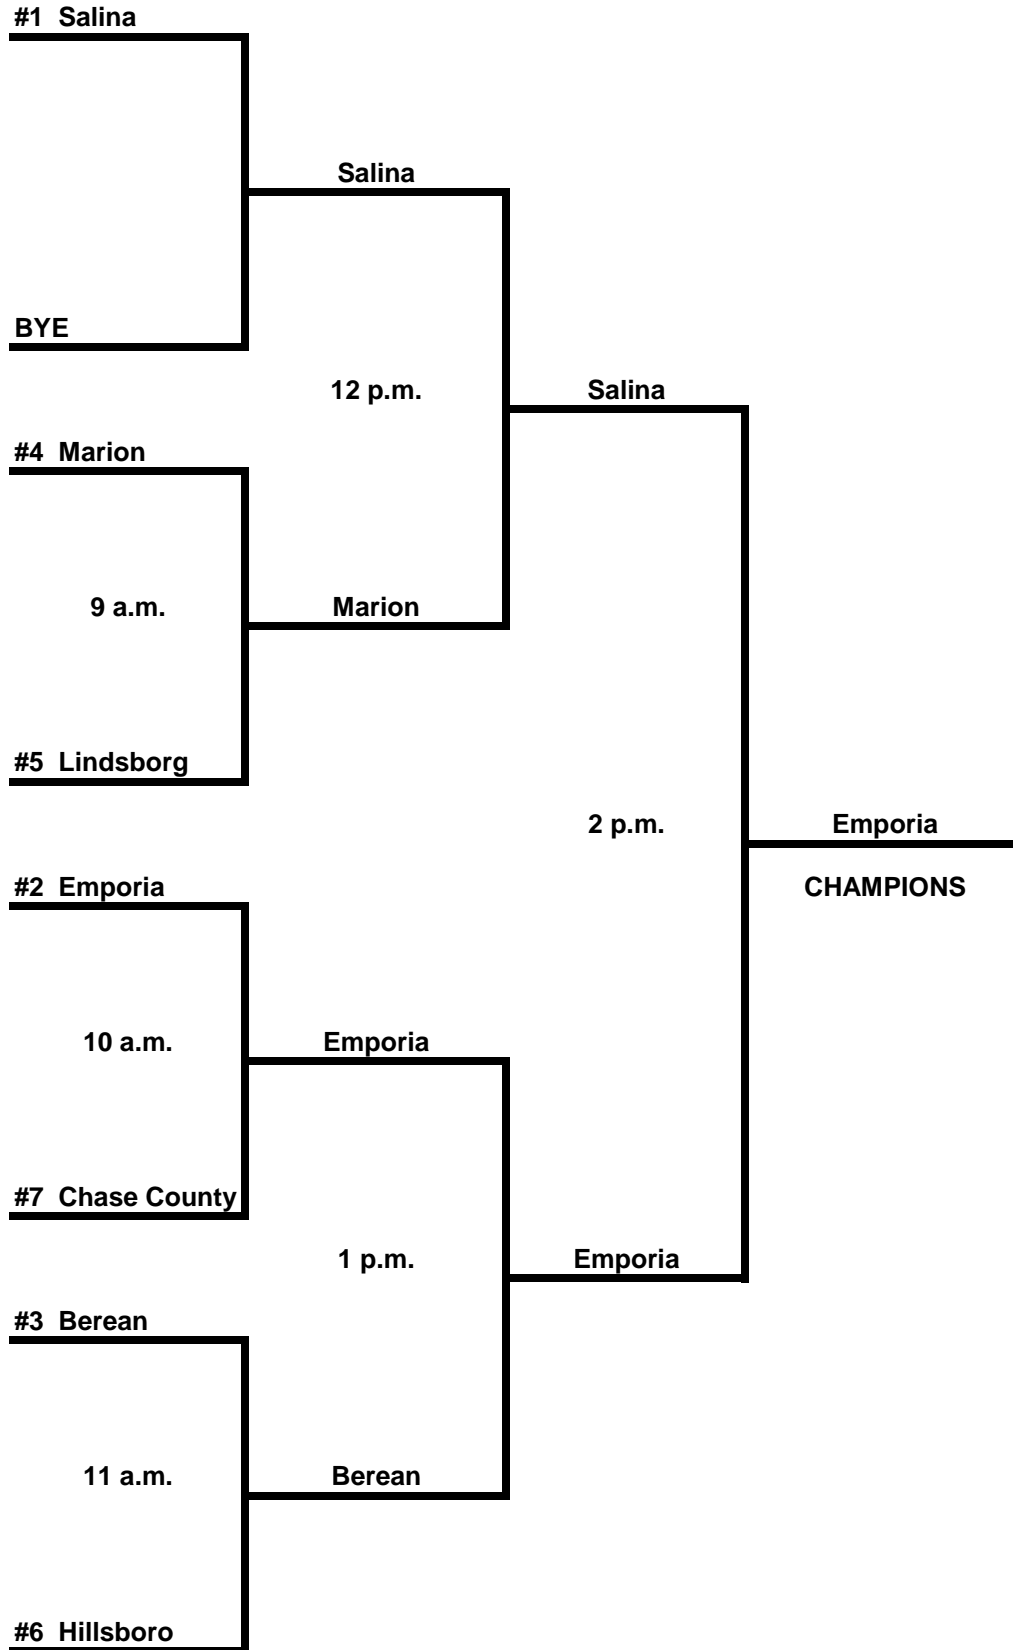 #1 Salina
Salina
BYE
12 p.m.
Salina
#4 Marion
9 a.m.
Marion
#5 Lindsborg
2 p.m.
Emporia
#2 Emporia
CHAMPIONS
10 a.m.
Emporia
#7 Chase County
1 p.m.
Emporia
#3 Berean
11 a.m.
Berean
#6 Hillsboro